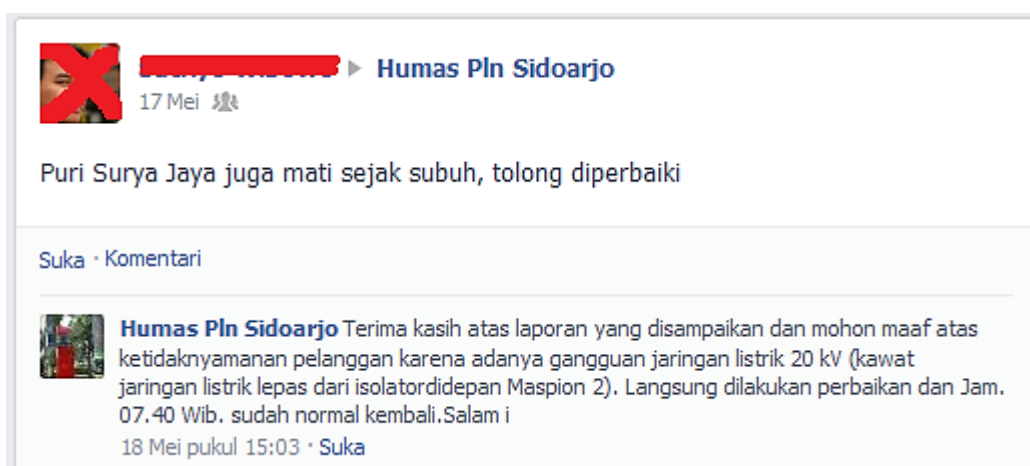 Humas Pln Sidoarjo
17 Mei
Puri Surya Jaya juga mati sejak subuh, tolong diperbaiki
Suka · Komentari
Humas Pln Sidoarjo Terima kasih atas laporan yang disampaikan dan mohon maaf atas
ketidaknyamanan pelanggan karena adanya gangguan jaringan listrik 20 kV (kawat
jaringan listrik lepas dari isolatordidepan Maspion 2). Langsung dilakukan perbaikan dan Jam.
07.40 Wib. sudah normal kembali.Salam i
18 Mei pukul 15:03 · Suka